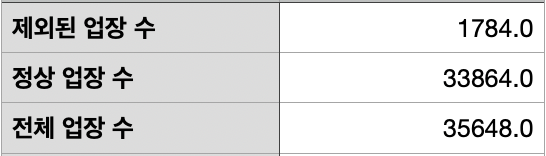 제외된 업장 수 1784.0
정상 업장 수 33864.0
전체 업장 수 35648.0